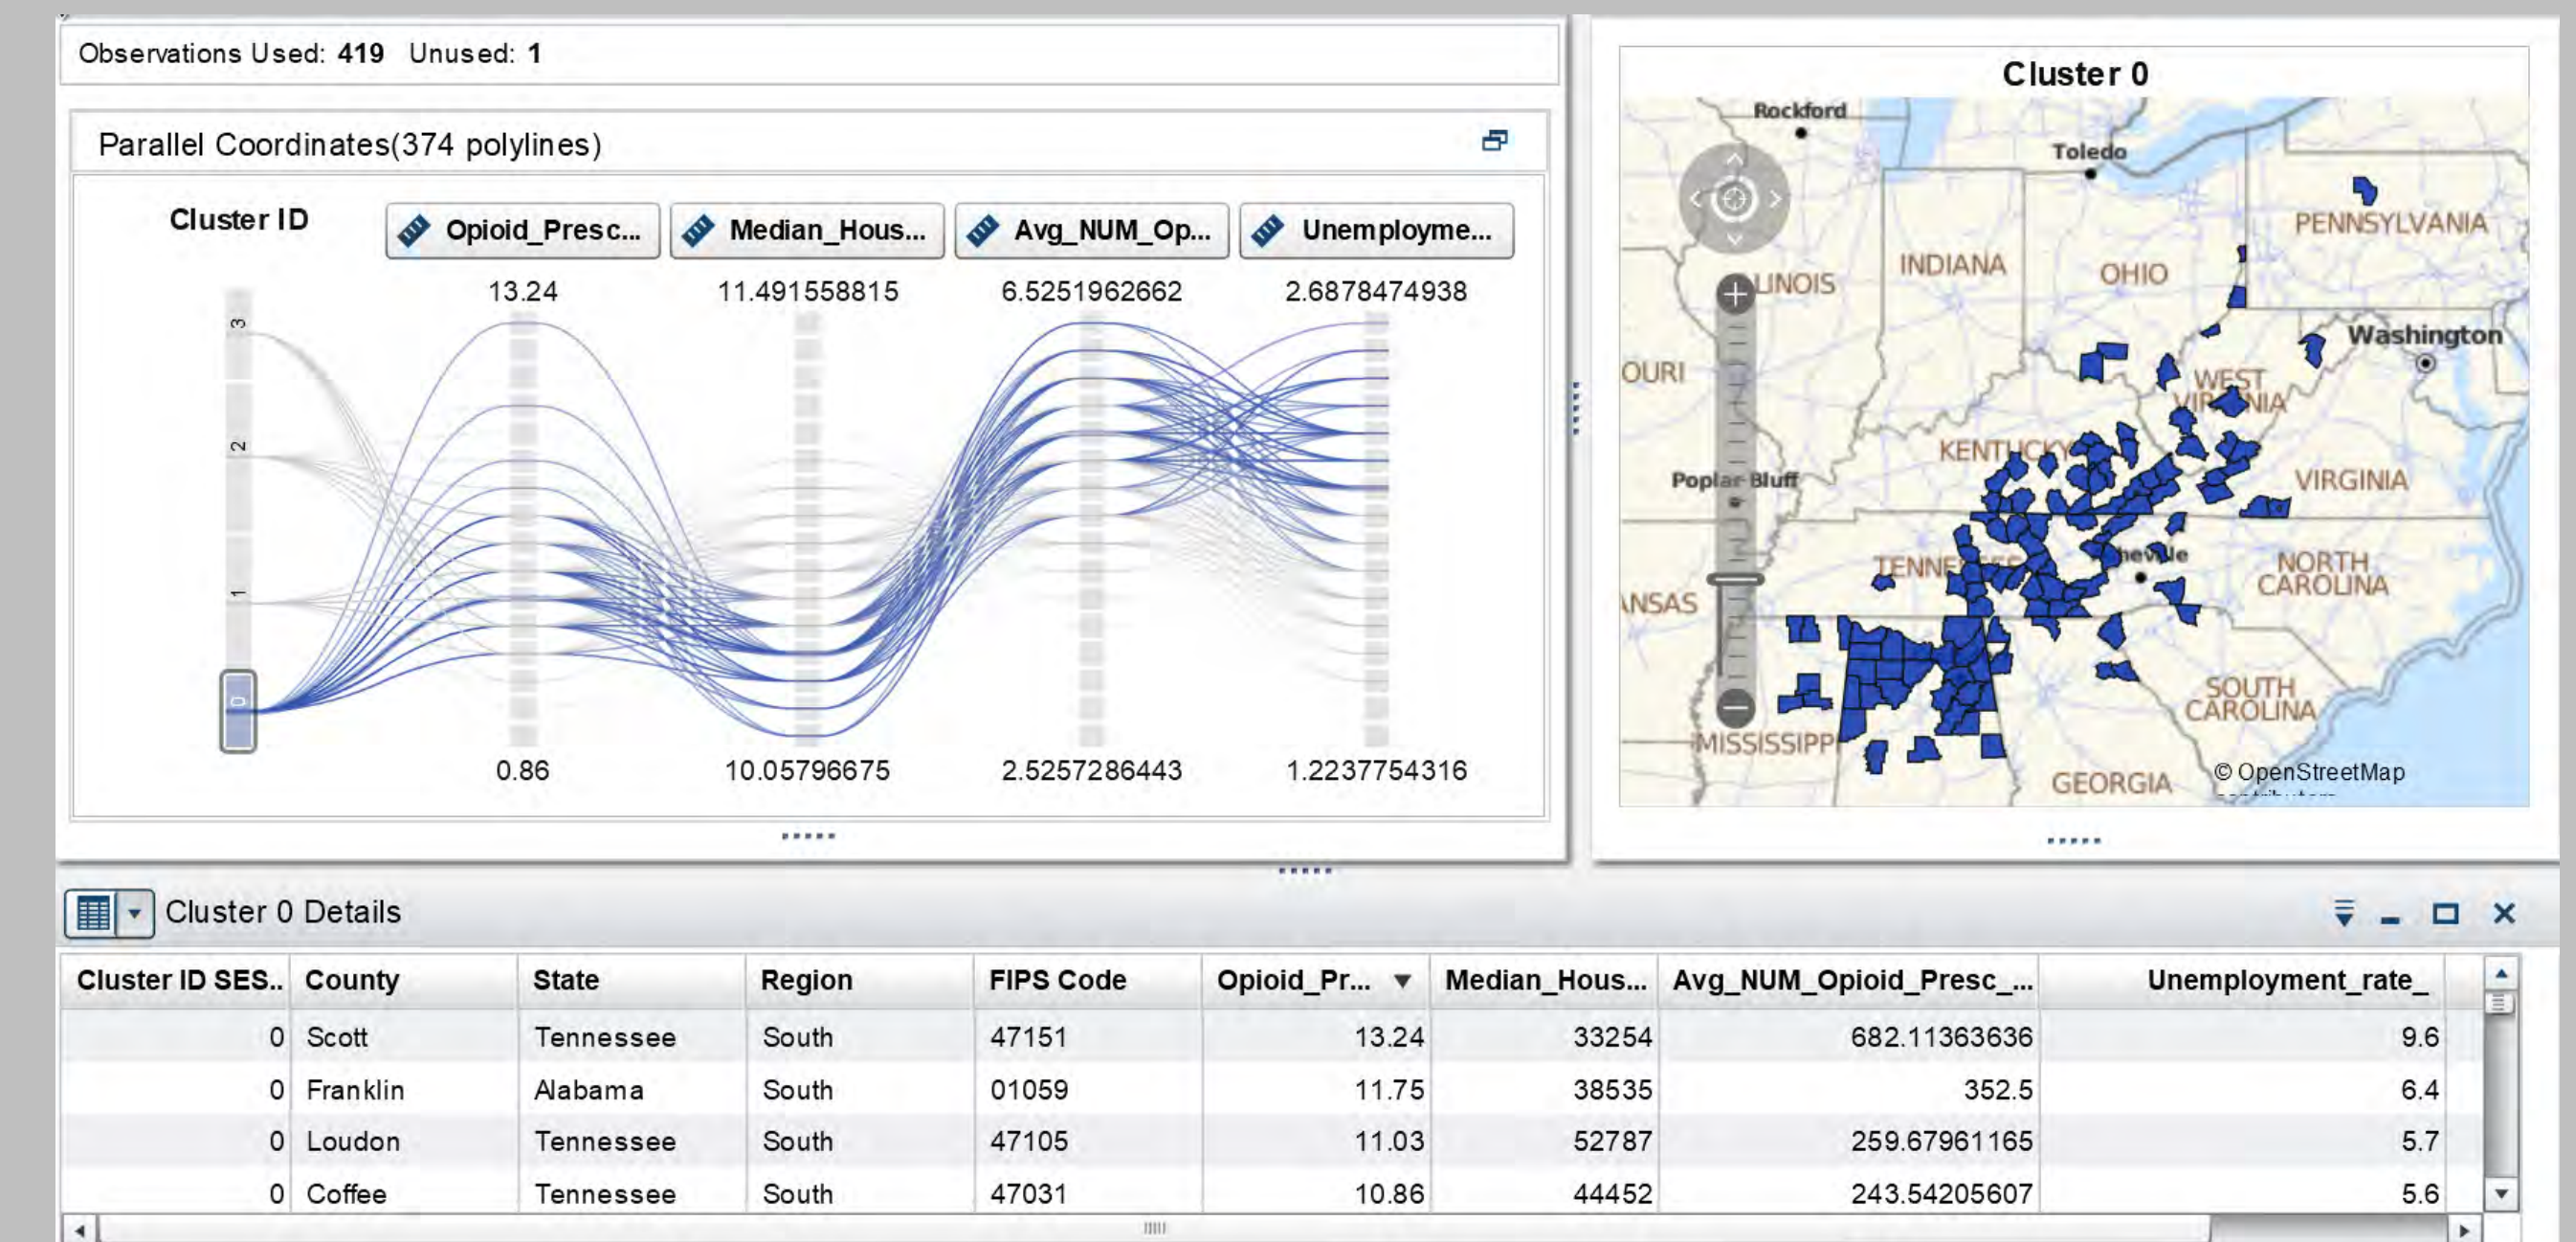 Observations Used: 419 Unused: 1
Parallel Coordinates(374 polylines)
Cluster ID
Opioid_Presc... Median_Hous... Avg_NUM_Op... Unemployme...
13.24 11.491558815 6.5251962662 2.6878474938
3
2
1
0
0.86 10.05796675 2.5257286443 1.2237754316
Cluster 0
Rockford
Toledo
PENNSYLVANIA
INDIANA
OHIO
LINOIS
Washington
OURI
WEST
VIRGINIA
KENTUCKY
Poplar Bluff
VIRGINIA
TENNE
heville
NORTH
CAROLINA
NSAS
SOUTH
CAROLINA
MISSISSIPP
GEORGIA
© OpenStreetMap
Cluster 0 Details
Cluster ID SES.. County State Region FIPS Code Opioid_Pr... ▼ Median_Hous... Avg_NUM_Opioid_Presc_... Unemployment_rate_
0 Scott Tennessee South 47151 13.24 33254 682.11363636 9.6
0 Franklin Alabama South 01059 11.75 38535 352.5 6.4
0 Loudon Tennessee South 47105 11.03 52787 259.67961165 5.7
0 Coffee Tennessee South 47031 10.86 44452 243.54205607 5.6